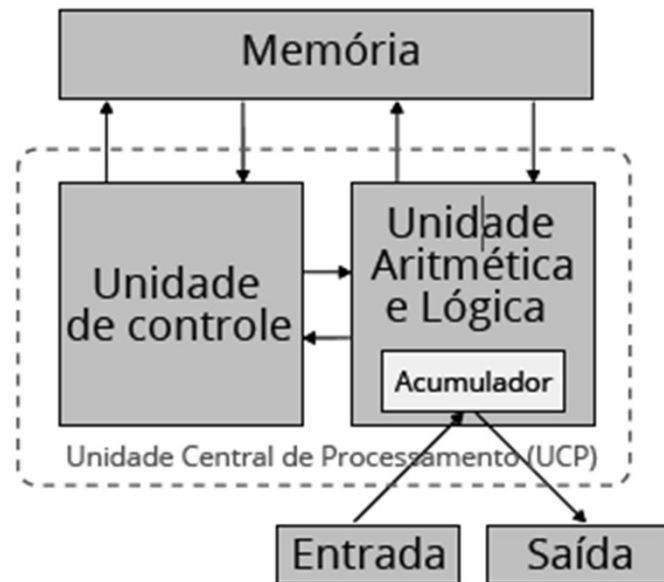 Memória
Unidade
de controle
Unidade
Aritmética
e Lógica
Acumulador
Unidade Central de Processamento (UCP)
Entrada
Saída